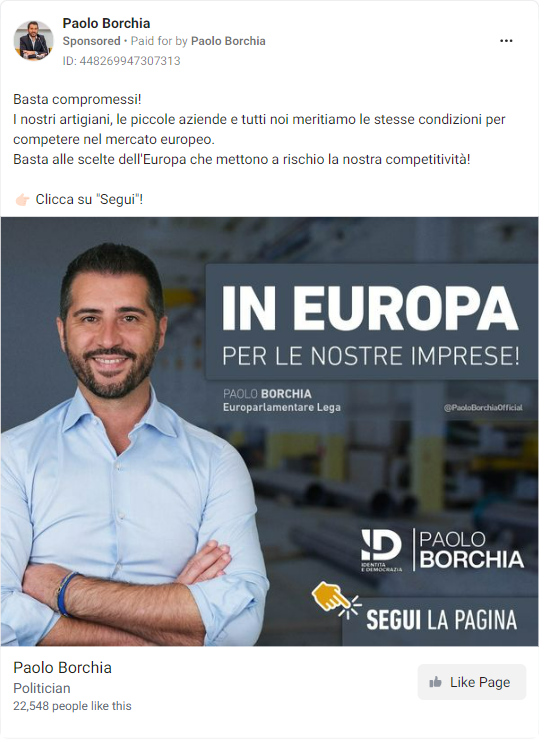 Paolo Borchia
Sponsored • Paid for by Paolo Borchia
ID: 448269947307313
Basta compromessi!
I nostri artigiani, le piccole aziende e tutti noi meritiamo le stesse condizioni per
competere nel mercato europeo.
Basta alle scelte dell'Europa che mettono a rischio la nostra competitività!
👉🏻 Clicca su "Segui"!
IN EUROPA
PER LE NOSTRE IMPRESE!
PAOLO BORCHIA
Europarlamentare Lega
@PaoloBorchiaOfficial
ID
IDENTITÀ
E DEMOCRAZIA
PAOLO
BORCHIA
SEGUI LA PAGINA
Paolo Borchia
Politician
22,548 people like this
Like Page